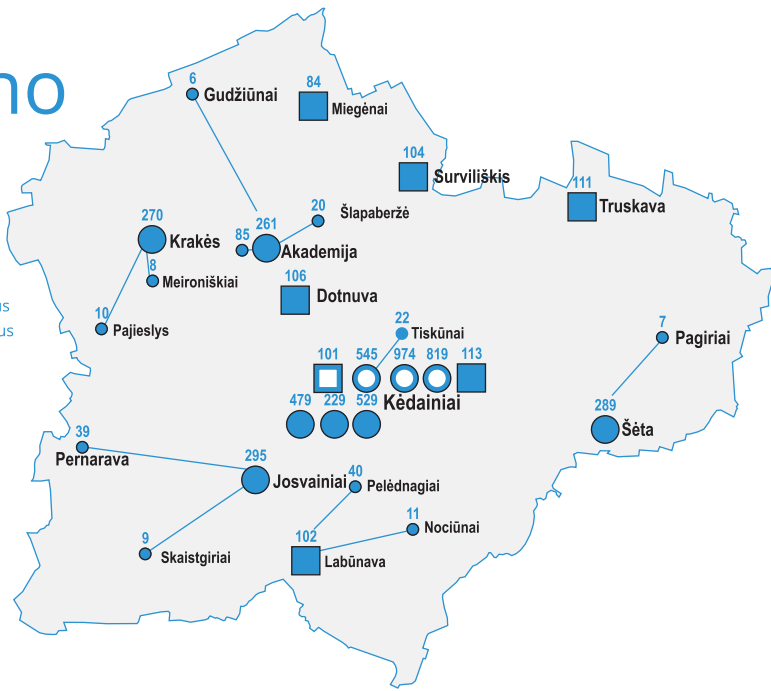 no
6
Gudžiūnai
84
Miegėnai
104
Surviliškis
111
Truskava
270
Krakės
8
Meironiškiai
10
Pajieslys
85
261
Akademija
20
Šlapaberžė
106
Dotnuva
us
us
22
Tiskūnai
7
Pagiriai
101
545
974
819
113
Kėdainiai
479
229
529
289
Šėta
39
Pernarava
295
Josvainiai
40
Pelėdnagiai
9
Skaistgiriai
11
Nociūnai
102
Labūnava